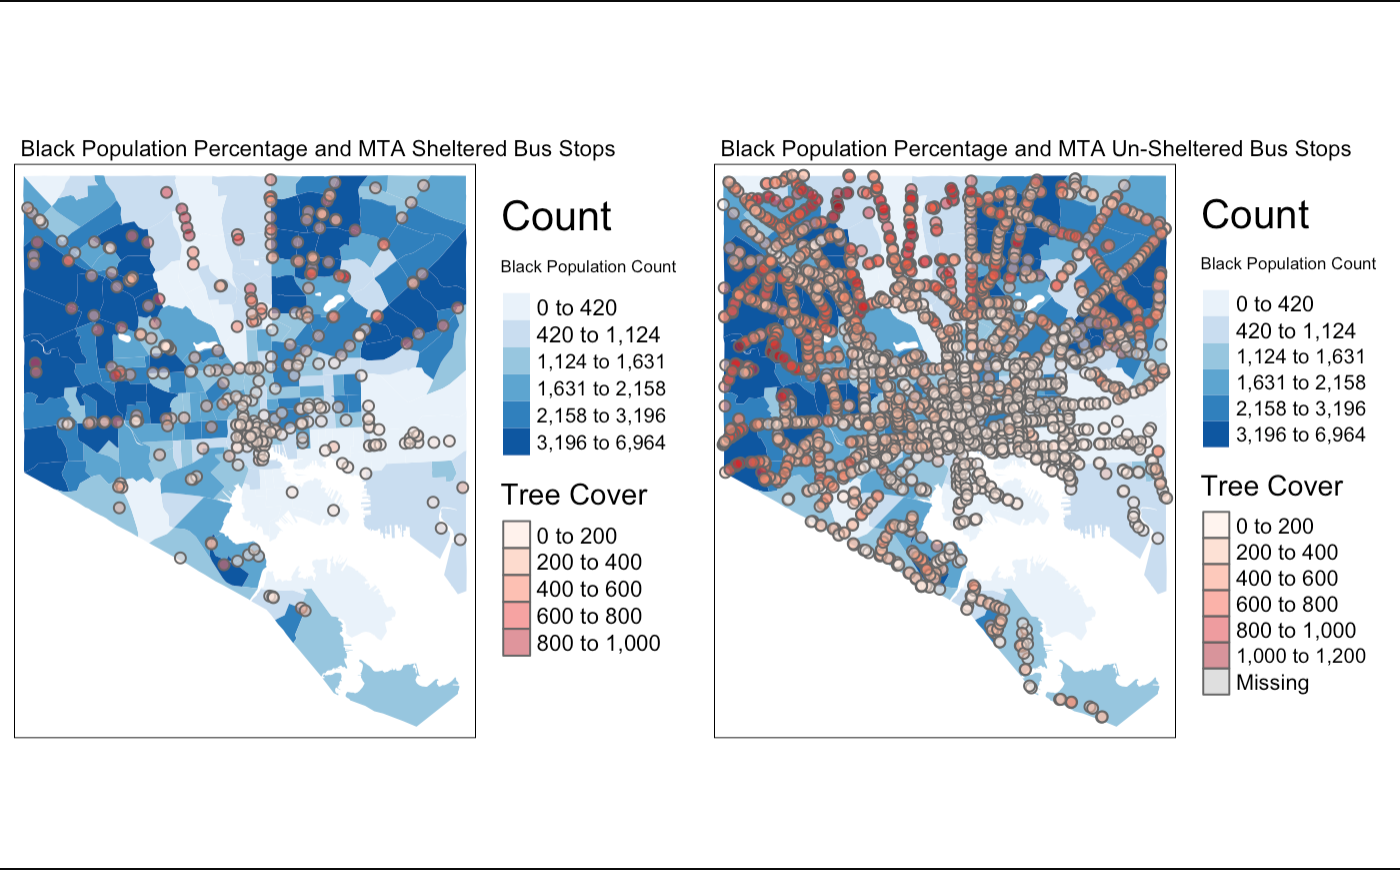 Black Population Percentage and MTA Sheltered Bus Stops
Count
Black Population Count
0 to 420
420 to 1,124
1,124 to 1,631
1,631 to 2,158
2,158 to 3,196
3,196 to 6,964
Tree Cover
0 to 200
200 to 400
400 to 600
600 to 800
800 to 1,000
Black Population Percentage and MTA Un-Sheltered Bus Stops
Count
Black Population Count
0 to 420
420 to 1,124
1,124 to 1,631
1,631 to 2,158
2,158 to 3,196
3,196 to 6,964
Tree Cover
0 to 200
200 to 400
400 to 600
600 to 800
800 to 1,000
1,000 to 1,200
Missing